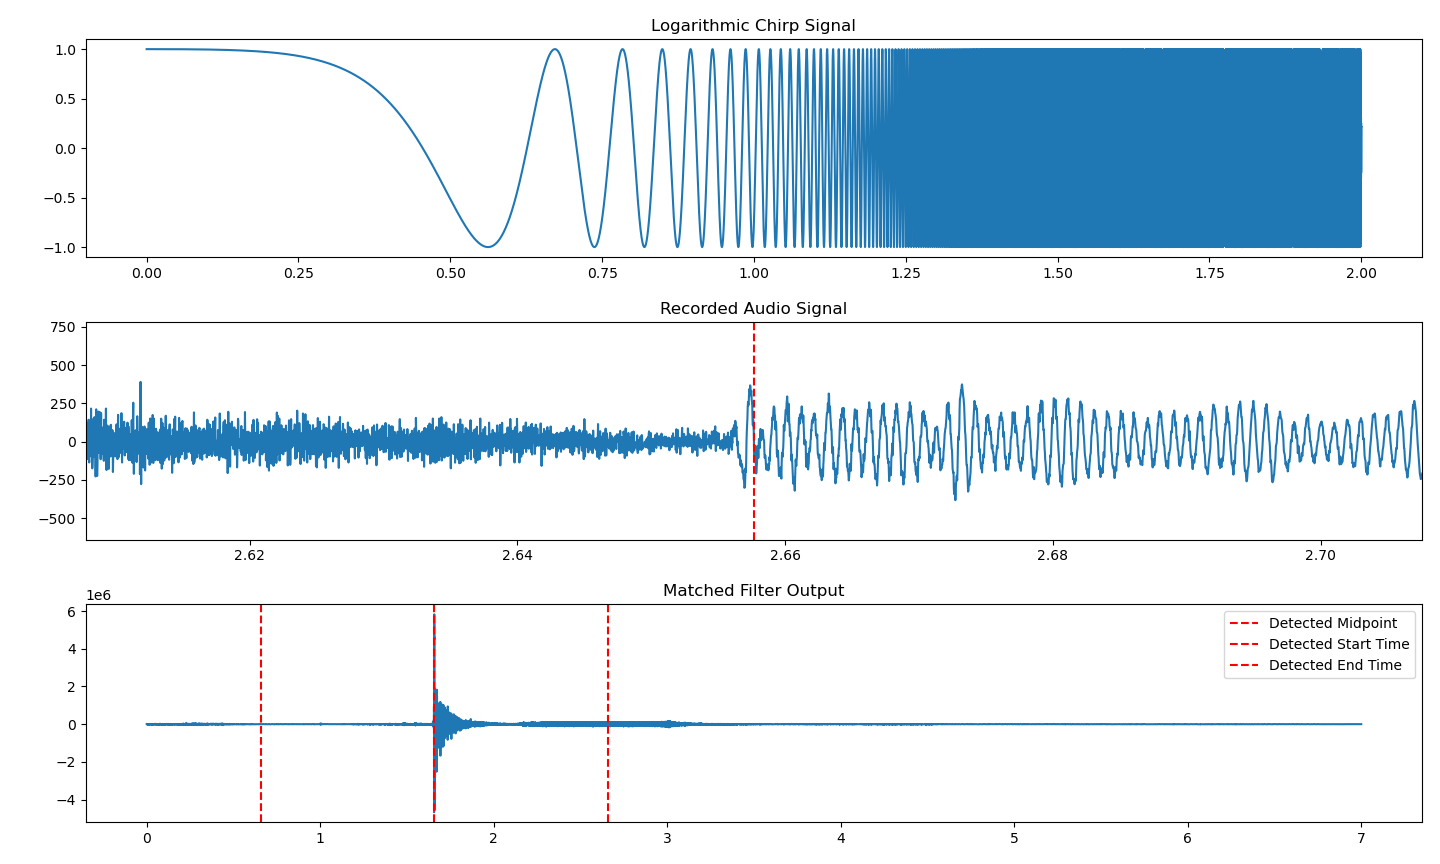 Logarithmic Chirp Signal
1.0
0.5
0.0
−0.5
−1.0
0.00 0.25 0.50 0.75 1.00 1.25 1.50 1.75 2.00
Recorded Audio Signal
750
500
250
0
−250
−500
2.62 2.64 2.66 2.68 2.70
Matched Filter Output
1e6
6
4
2
0
−2
−4
Detected Midpoint
Detected Start Time
Detected End Time
0 1 2 3 4 5 6 7